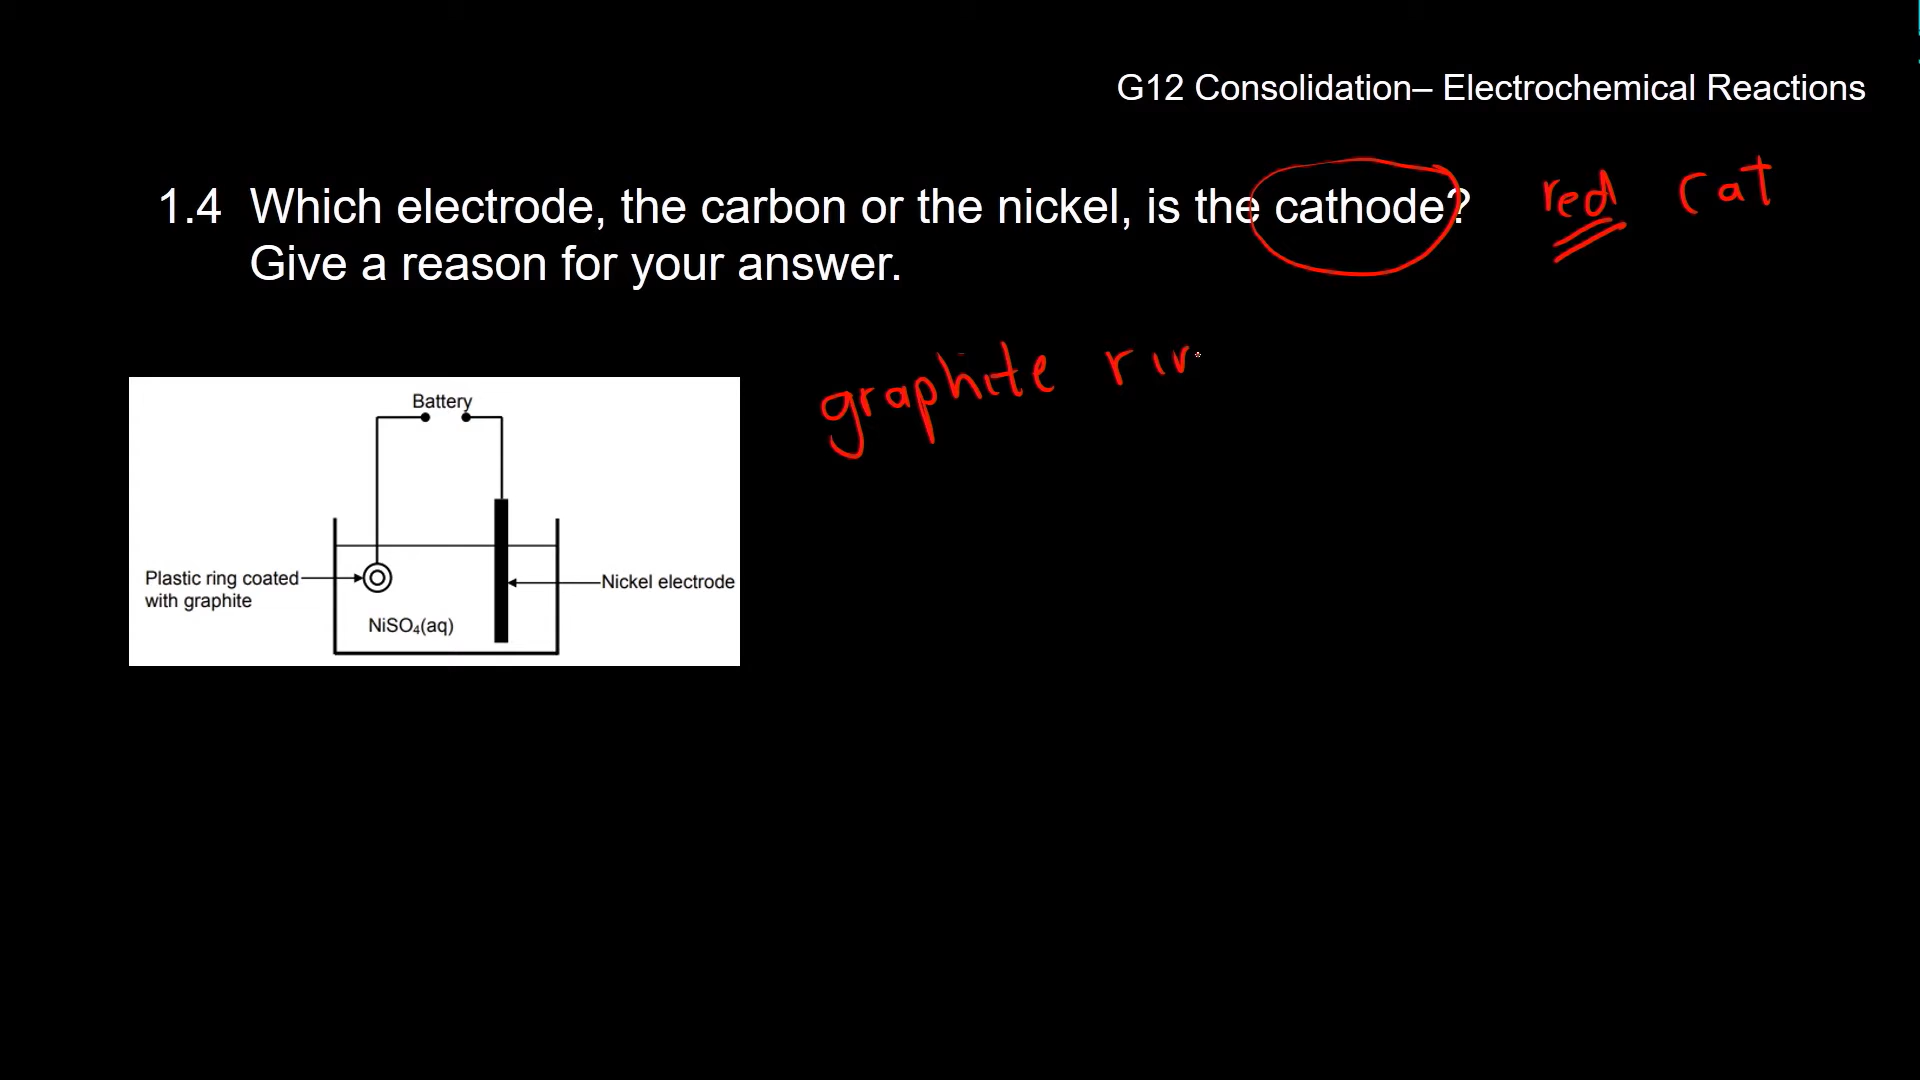 G12 Consolidation– Electrochemical Reactions
1.4 Which electrode, the carbon or the nickel, is the cathode?
Give a reason for your answer.
red cat
graphite rin
Battery
Plastic ring coated
with graphite
Nickel electrode
NiSO₄(aq)